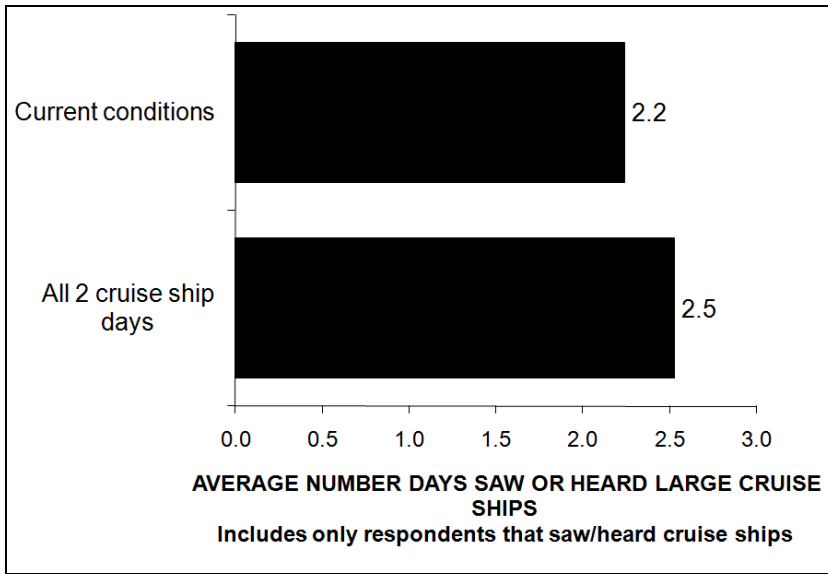 Current conditions
2.2
All 2 cruise ship
days
2.5
0.0 0.5 1.0 1.5 2.0 2.5 3.0
AVERAGE NUMBER DAYS SAW OR HEARD LARGE CRUISE
SHIPS
Includes only respondents that saw/heard cruise ships